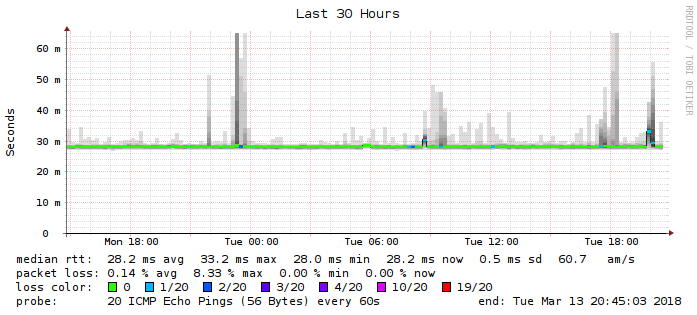 Last 30 Hours
RRDTOOL / TOBI OETIKER
Seconds
60 m
50 m
40 m
30 m
20 m
10 m
0
Mon 18:00 Tue 00:00 Tue 06:00 Tue 12:00 Tue 18:00
median rtt: 28.2 ms avg 33.2 ms max 28.0 ms min 28.2 ms now 0.5 ms sd 60.7 am/s
packet loss: 0.14 % avg 8.33 % max 0.00 % min 0.00 % now
loss color: 0 1/20 2/20 3/20 4/20 10/20 19/20
probe: 20 ICMP Echo Pings (56 Bytes) every 60s end: Tue Mar 13 20:45:03 2018